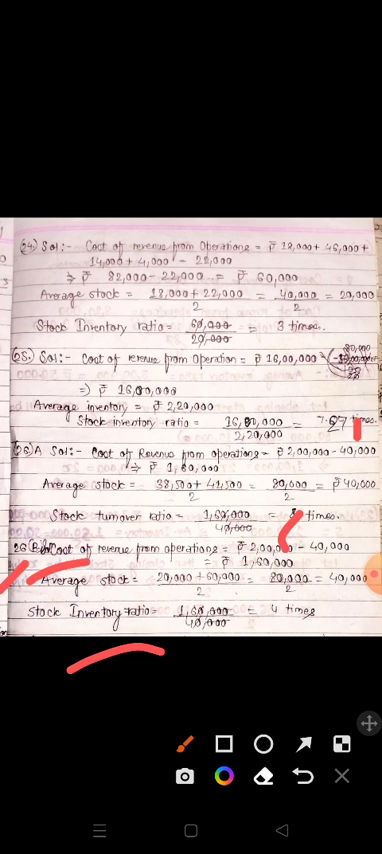 (24.) Sol:- Cost of revenue from Operations = ₹ 18,000 + 46,000 +
14,000 + 4,000 - 22,000
⇒ ₹ 82,000 - 22,000 = ₹ 60,000
Average stock = 18,000 + 22,000 / 2 = 40,000 / 2 = 20,000
Stock Inventory ratio = 60,000 / 20,000 = 3 times.
(25.) Sol:- Cost of revenue from Operation = ₹ 16,00,000 -
=) ₹ 16,80,000
Average inventory = ₹ 2,20,000
Stock inventory ratio = 16,80,000 / 2,20,000 = 7.67 times.
(26)A Sol:- Cost of Revenue from operations = ₹ 2,00,000 - 40,000
⇒ ₹ 1,60,000
Average stock = 38,500 + 41,500 / 2 = 80,000 / 2 = ₹ 40,000
Stock turnover ratio = 1,60,000 / 40,000 = times.
26 Cost of revenue from operations = ₹ 2,00,000 - 40,000
= ₹ 1,60,000
Average stock = 20,000 + 60,000 / 2 = 80,000 / 2 = 40,000
Stock Inventory ratio = 1,60,000 / 40,000 = 4 times